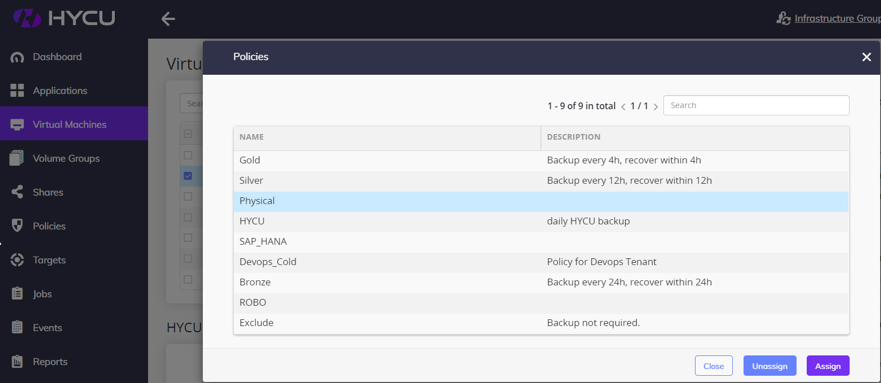 HYCU
Infrastructure Group
Dashboard
Applications
Virtual Machines
Volume Groups
Shares
Policies
Targets
Jobs
Events
Reports
Virtu
Sea
HYCU
Policies
1 - 9 of 9 in total < 1 / 1 > Search
NAME DESCRIPTION
Gold Backup every 4h, recover within 4h
Silver Backup every 12h, recover within 12h
Physical
HYCU daily HYCU backup
SAP_HANA
Devops_Cold Policy for Devops Tenant
Bronze Backup every 24h, recover within 24h
ROBO
Exclude Backup not required.
Close Unassign Assign